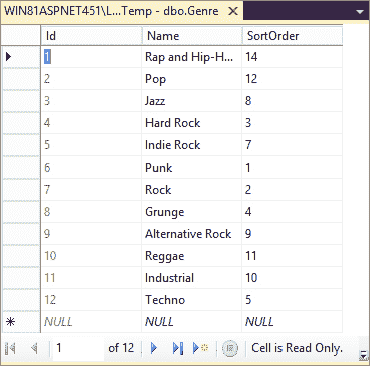 WIN81ASPNET451\L...Temp - dbo.Genre
Id Name SortOrder
1 Rap and Hip-H... 14
2 Pop 12
3 Jazz 8
4 Hard Rock 3
5 Indie Rock 7
6 Punk 1
7 Rock 2
8 Grunge 4
9 Alternative Rock 9
10 Reggae 11
11 Industrial 10
12 Techno 5
NULL NULL NULL
1 of 12 Cell is Read Only.